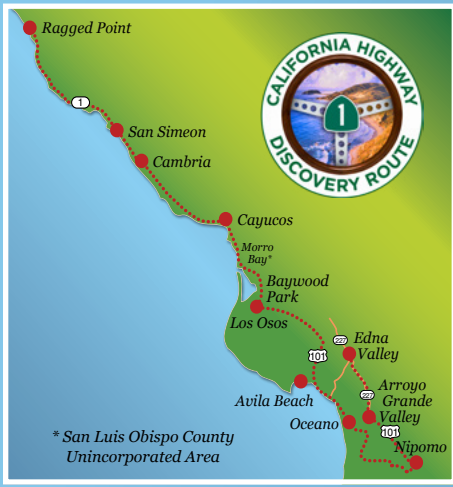 Ragged Point
1
San Simeon
Cambria
Cayucos
Morro
Bay*
Baywood
Park
Los Osos
101
227
Edna
Valley
Avila Beach
227
Arroyo
Grande
Valley
Oceano
101
Nipomo
* San Luis Obispo County
Unincorporated Area
CALIFORNIA HIGHWAY
1
DISCOVERY ROUTE